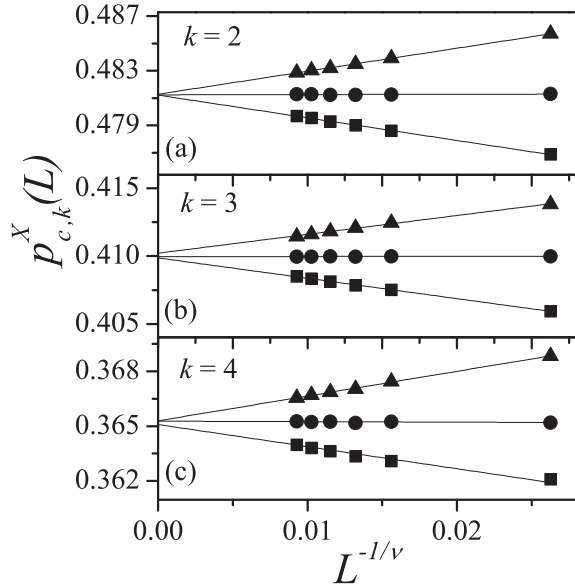 0.487
k = 2
0.483
0.479
(a)
0.415
k = 3
0.410
0.405
(b)
0.368
k = 4
0.365
0.362
(c)
p^X_{c,k}(L)
0.00 0.01 0.02
L^{-1/ν}